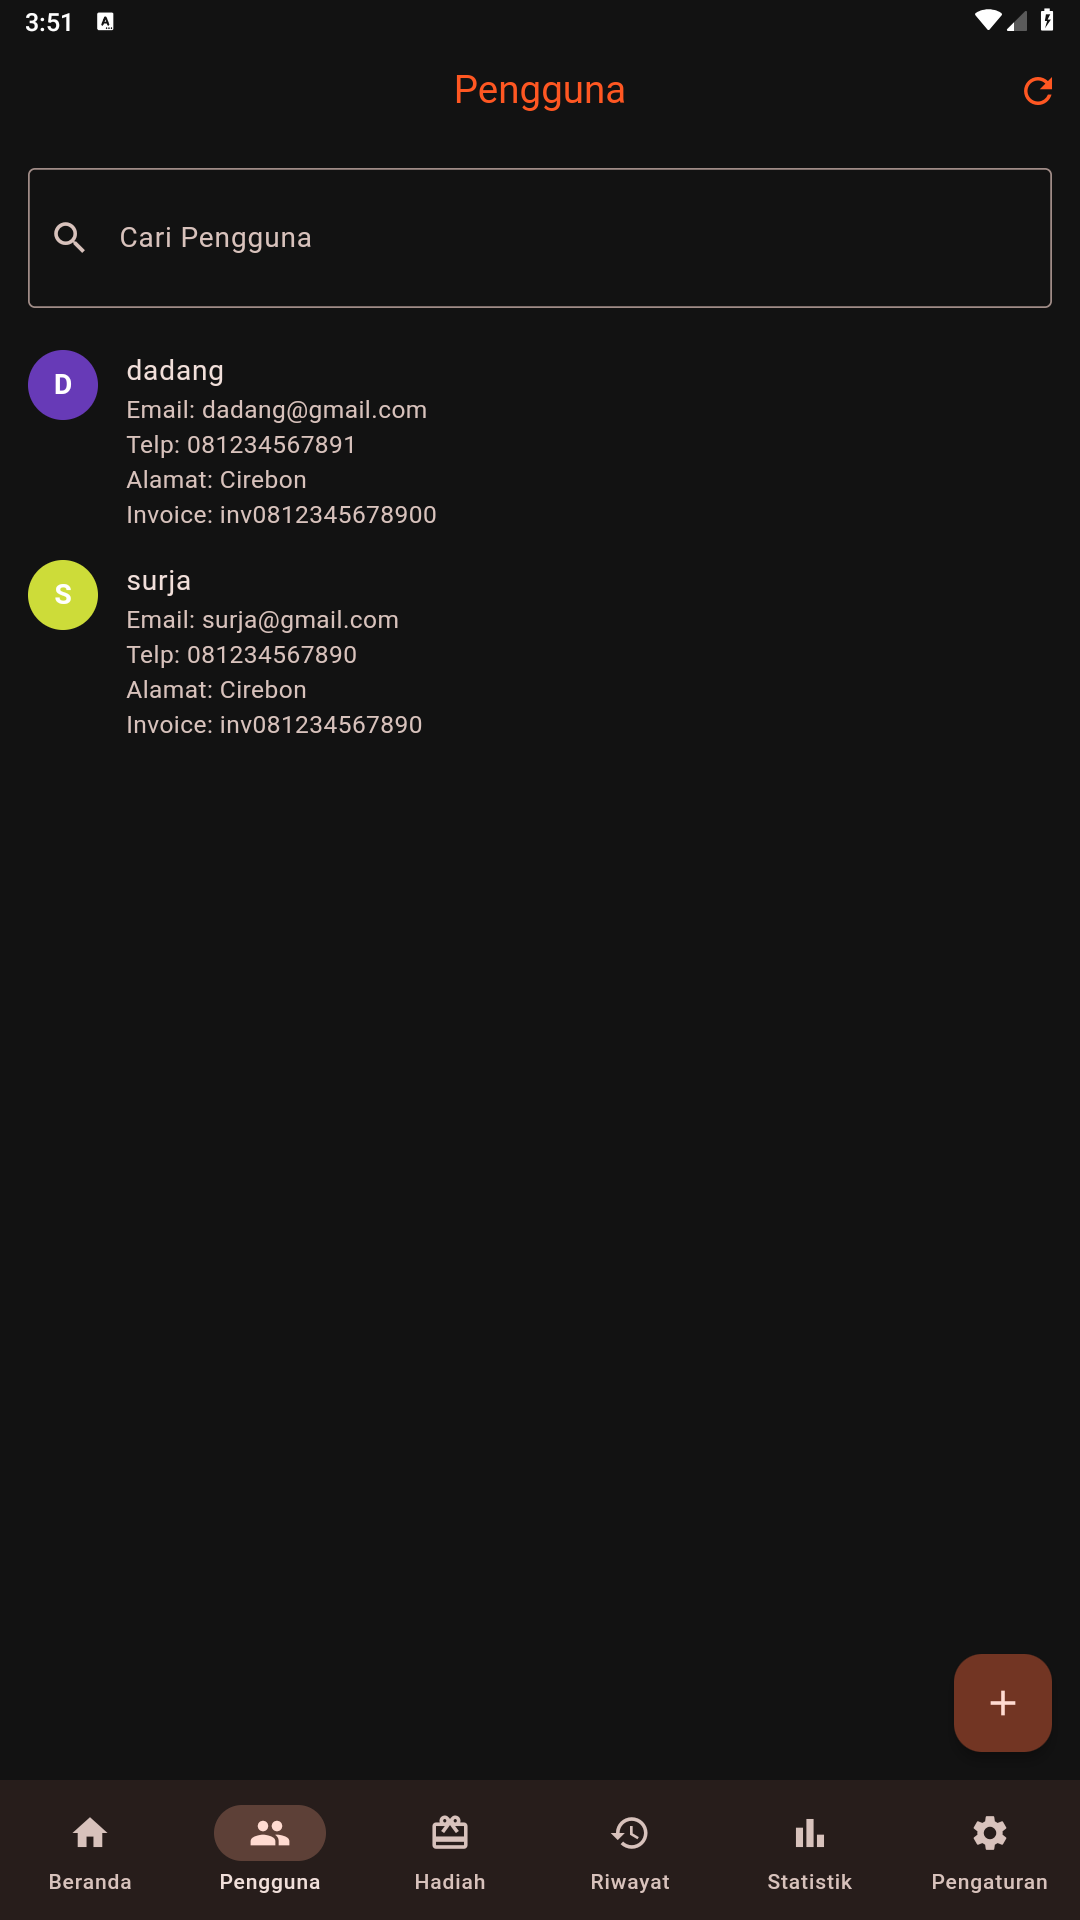 3:51
Pengguna
Cari Pengguna
D
dadang
Email: dadang@gmail.com
Telp: 081234567891
Alamat: Cirebon
Invoice: inv0812345678900
S
surja
Email: surja@gmail.com
Telp: 081234567890
Alamat: Cirebon
Invoice: inv081234567890
Beranda
Pengguna
Hadiah
Riwayat
Statistik
Pengaturan